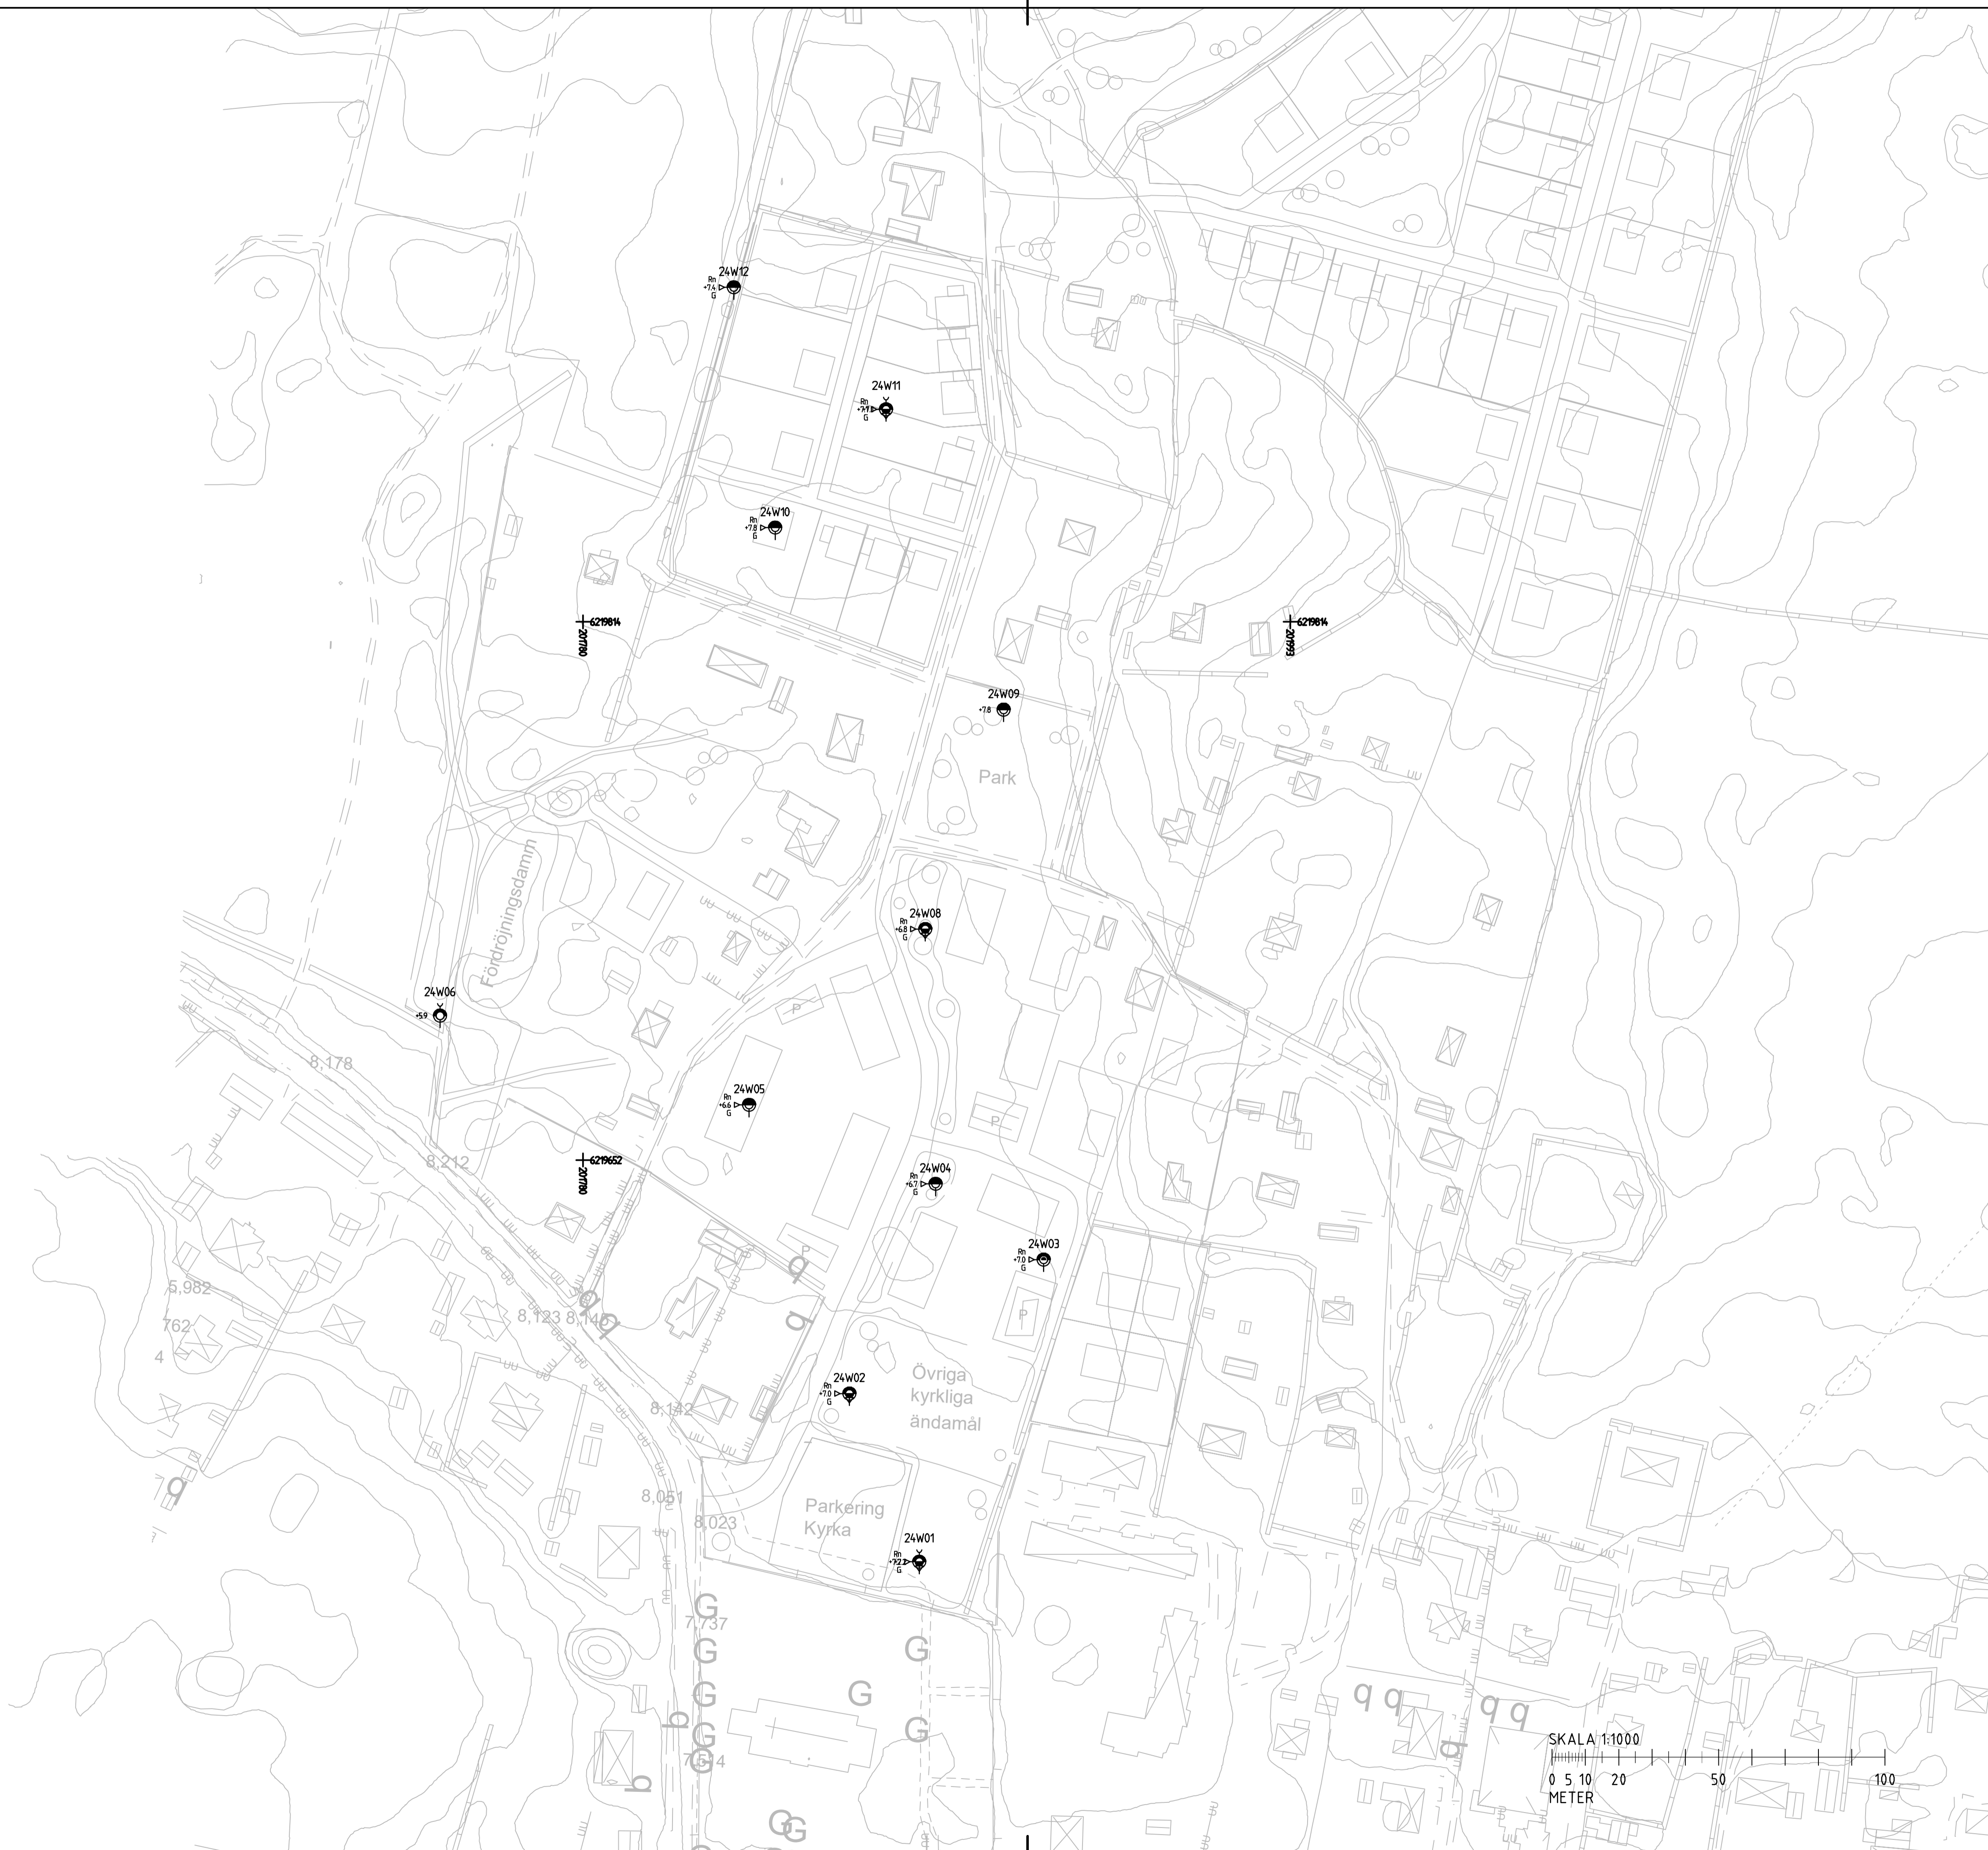 24W12
Rn
+7.4
G
24W11
Rn
G
24W10
Rn
+7.8
G
6219814
201780
6219814
201993
24W09
+7.8
Park
Fördröjningsdamm
24W08
Rn
+6.8
G
24W06
+5.9
P
8,178
24W05
Rn
+6.6
G
P
8,212
6219652
201780
24W04
Rn
+6.7
G
24W03
Rn
+7.0
G
P
q
5,982
P
762
8,123
q
q
q
4
24W02
Rn
+7.0
G
Övriga
kyrkliga
ändamål
8,142
q
8,051
Parkering
Kyrka
8,023
24W01
Rn
G
G
7,737
G
G
G
G
G
q
q
q
q
q
G
G
G
q
q
SKALA 1:1000
0 5 10 20 50 100
METER
G
G